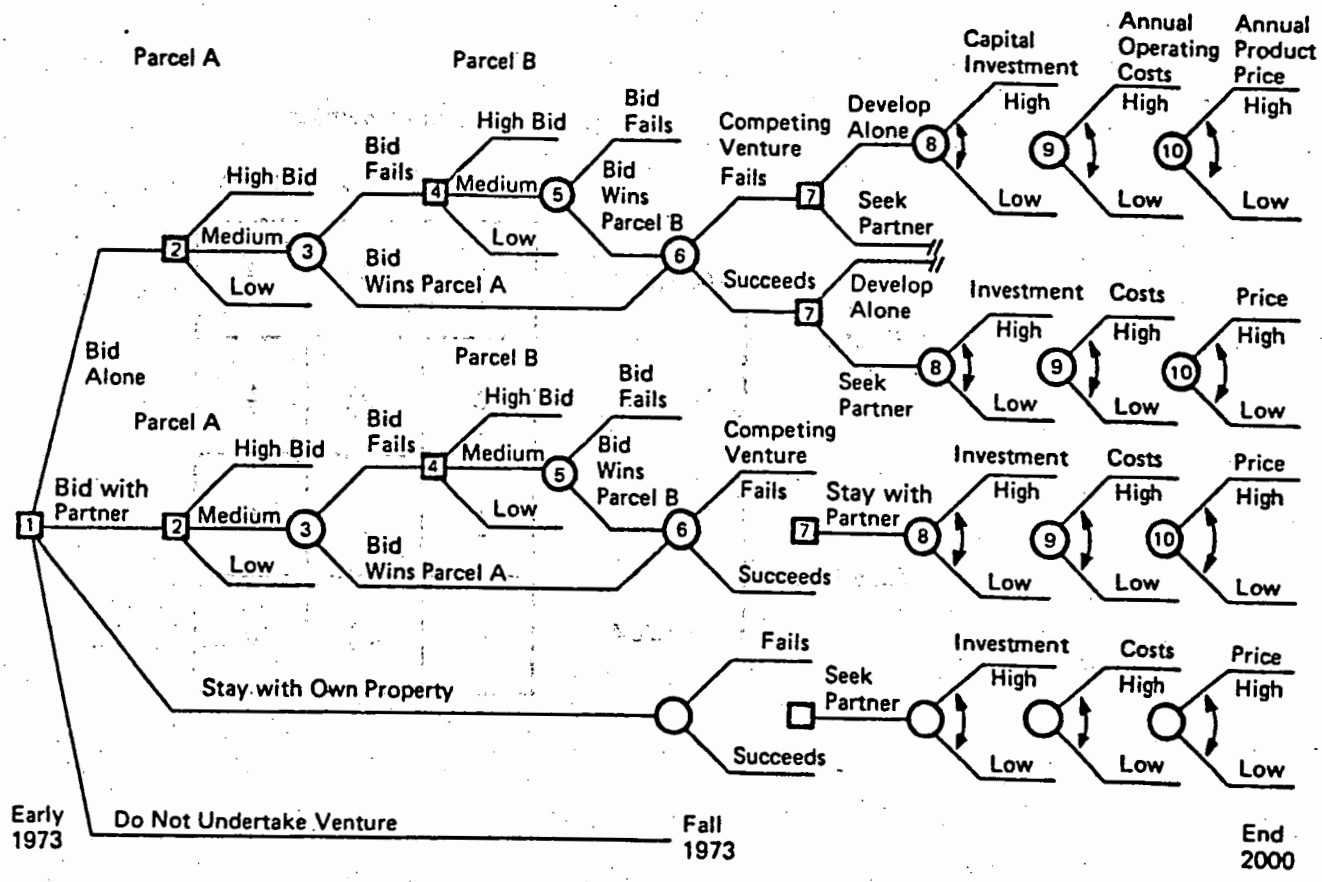 Parcel A
Parcel B
Capital
Investment
Annual
Operating
Costs
Annual
Product
Price
High Bid
Medium
Low
Bid
Fails
High Bid
Medium
Low
Bid
Fails
Bid
Wins
Parcel B
Bid
Wins Parcel A
Competing
Venture
Fails
Succeeds
Develop
Alone
Seek
Partner
Develop
Alone
Seek
Partner
High
Low
High
Low
High
Low
2
3
4
5
6
7
7
8
9
10
Investment
Costs
Price
High
Low
High
Low
High
Low
8
9
10
Bid
Alone
Parcel A
Parcel B
High Bid
Medium
Low
Bid
Fails
High Bid
Medium
Low
Bid
Fails
Bid
Wins
Parcel B
Bid
Wins Parcel A
Competing
Venture
Fails
Succeeds
Stay with
Partner
Investment
Costs
Price
High
Low
High
Low
High
Low
Bid with
Partner
1
2
3
4
5
6
7
8
9
10
Stay with Own Property
Fails
Succeeds
Seek
Partner
Investment
Costs
Price
High
Low
High
Low
High
Low
Do Not Undertake Venture
Early
1973
Fall
1973
End
2000